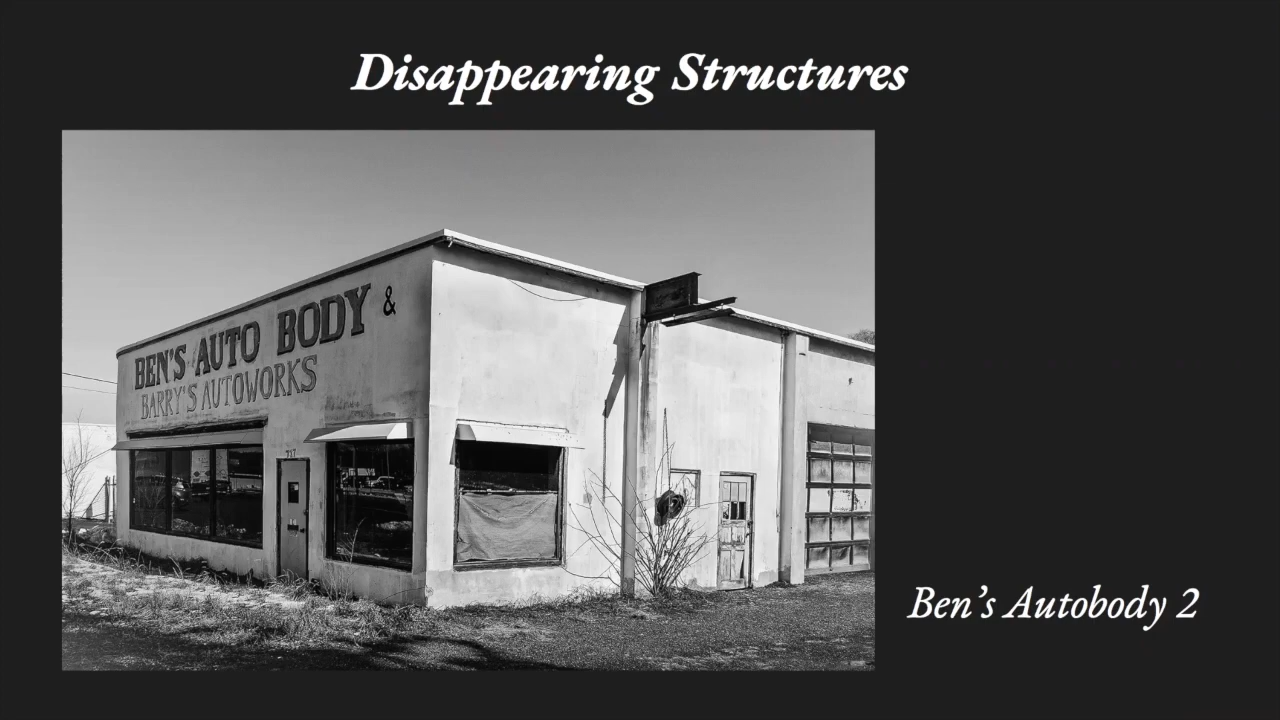 Disappearing Structures
BEN'S AUTO BODY &
BARRY'S AUTOWORKS
Ben's Autobody 2